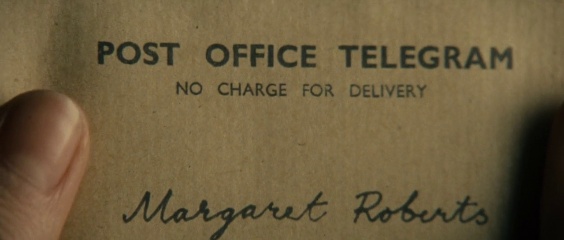 POST OFFICE TELEGRAM
NO CHARGE FOR DELIVERY
Margaret Roberts